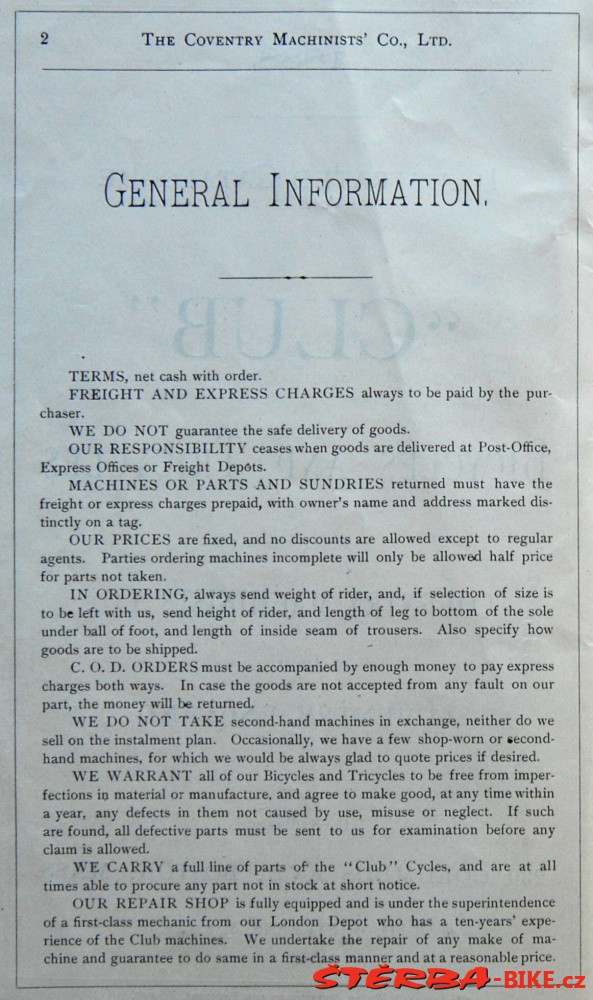 2 THE COVENTRY MACHINISTS' CO., LTD.
GENERAL INFORMATION.
"CLUB"
TERMS, net cash with order.
FREIGHT AND EXPRESS CHARGES always to be paid by the pur-
chaser.
WE DO NOT guarantee the safe delivery of goods.
OUR RESPONSIBILITY ceases when goods are delivered at Post-Office,
Express Offices or Freight Depôts.
MACHINES OR PARTS AND SUNDRIES returned must have the
freight or express charges prepaid, with owner's name and address marked dis-
tinctly on a tag.
OUR PRICES are fixed, and no discounts are allowed except to regular
agents. Parties ordering machines incomplete will only be allowed half price
for parts not taken.
IN ORDERING, always send weight of rider, and, if selection of size is
to be left with us, send height of rider, and length of leg to bottom of the sole
under ball of foot, and length of inside seam of trousers. Also specify how
goods are to be shipped.
C. O. D. ORDERS must be accompanied by enough money to pay express
charges both ways. In case the goods are not accepted from any fault on our
part, the money will be returned.
WE DO NOT TAKE second-hand machines in exchange, neither do we
sell on the instalment plan. Occasionally, we have a few shop-worn or second-
hand machines, for which we would be always glad to quote prices if desired.
WE WARRANT all of our Bicycles and Tricycles to be free from imper-
fections in material or manufacture, and agree to make good, at any time within
a year, any defects in them not caused by use, misuse or neglect. If such
are found, all defective parts must be sent to us for examination before any
claim is allowed.
WE CARRY a full line of parts of the "Club" Cycles, and are at all
times able to procure any part not in stock at short notice.
OUR REPAIR SHOP is fully equipped and is under the superintendence
of a first-class mechanic from our London Depot who has a ten-years' expe-
rience of the Club machines. We undertake the repair of any make of ma-
chine and guarantee to do same in a first-class manner and at a reasonable price.
ŠTĚRBA-BIKE.cz